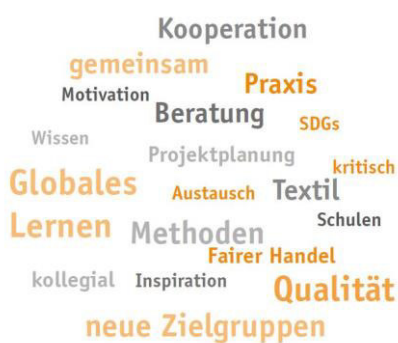 Kooperation
gemeinsam
Praxis
Motivation
Beratung
SDGs
Wissen
Projektplanung
kritisch
Globales
Austausch
Textil
Lernen
Methoden
Schulen
Fairer Handel
kollegial
Inspiration
Qualität
neue Zielgruppen